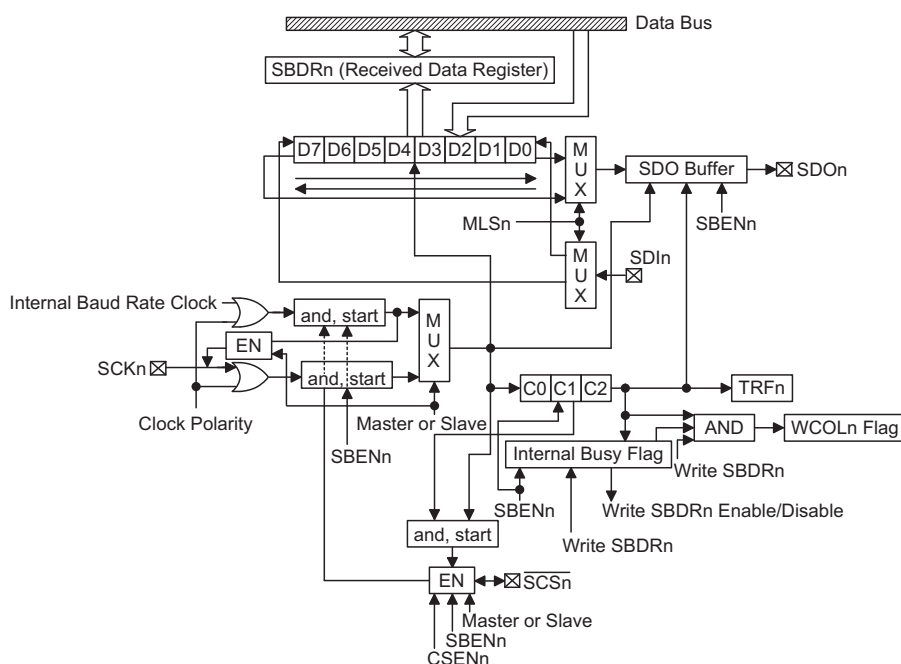 Data Bus
SBDRn (Received Data Register)
D7 D6 D5 D4 D3 D2 D1 D0
MUX
SDO Buffer
SDOn
MLSn
SBENn
MUX
SDIn
Internal Baud Rate Clock
and, start
MUX
EN
SCKn
and, start
C0 C1 C2
TRFn
Clock Polarity
Master or Slave
AND
WCOLn Flag
Internal Busy Flag
SBENn
Write SBDRn
SBENn
Write SBDRn Enable/Disable
and, start
Write SBDRn
EN
SCSn
Master or Slave
SBENn
CSENn